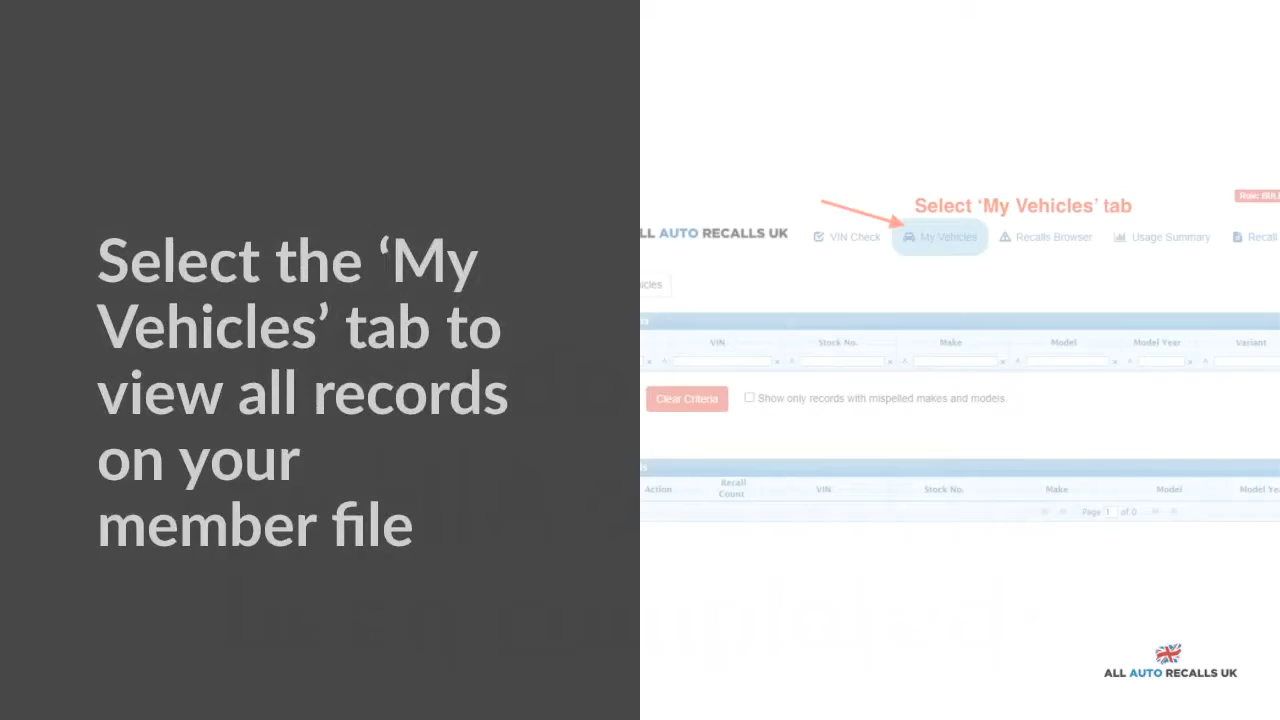 Select the ‘My
Vehicles’ tab to
view all records
on your
member file
Select ‘My Vehicles’ tab
LL AUTO RECALLS UK
VIN Check
My Vehicles
Recalls Browser
Usage Summary
Recall
VIN
Stock No.
Make
Model
Model Year
Variant
Clear Criteria
Show only records with mispelled makes and models.
Action
Recall Count
VIN
Stock No.
Make
Model
Model Yea
Page 1 of 0
ALL AUTO RECALLS UK